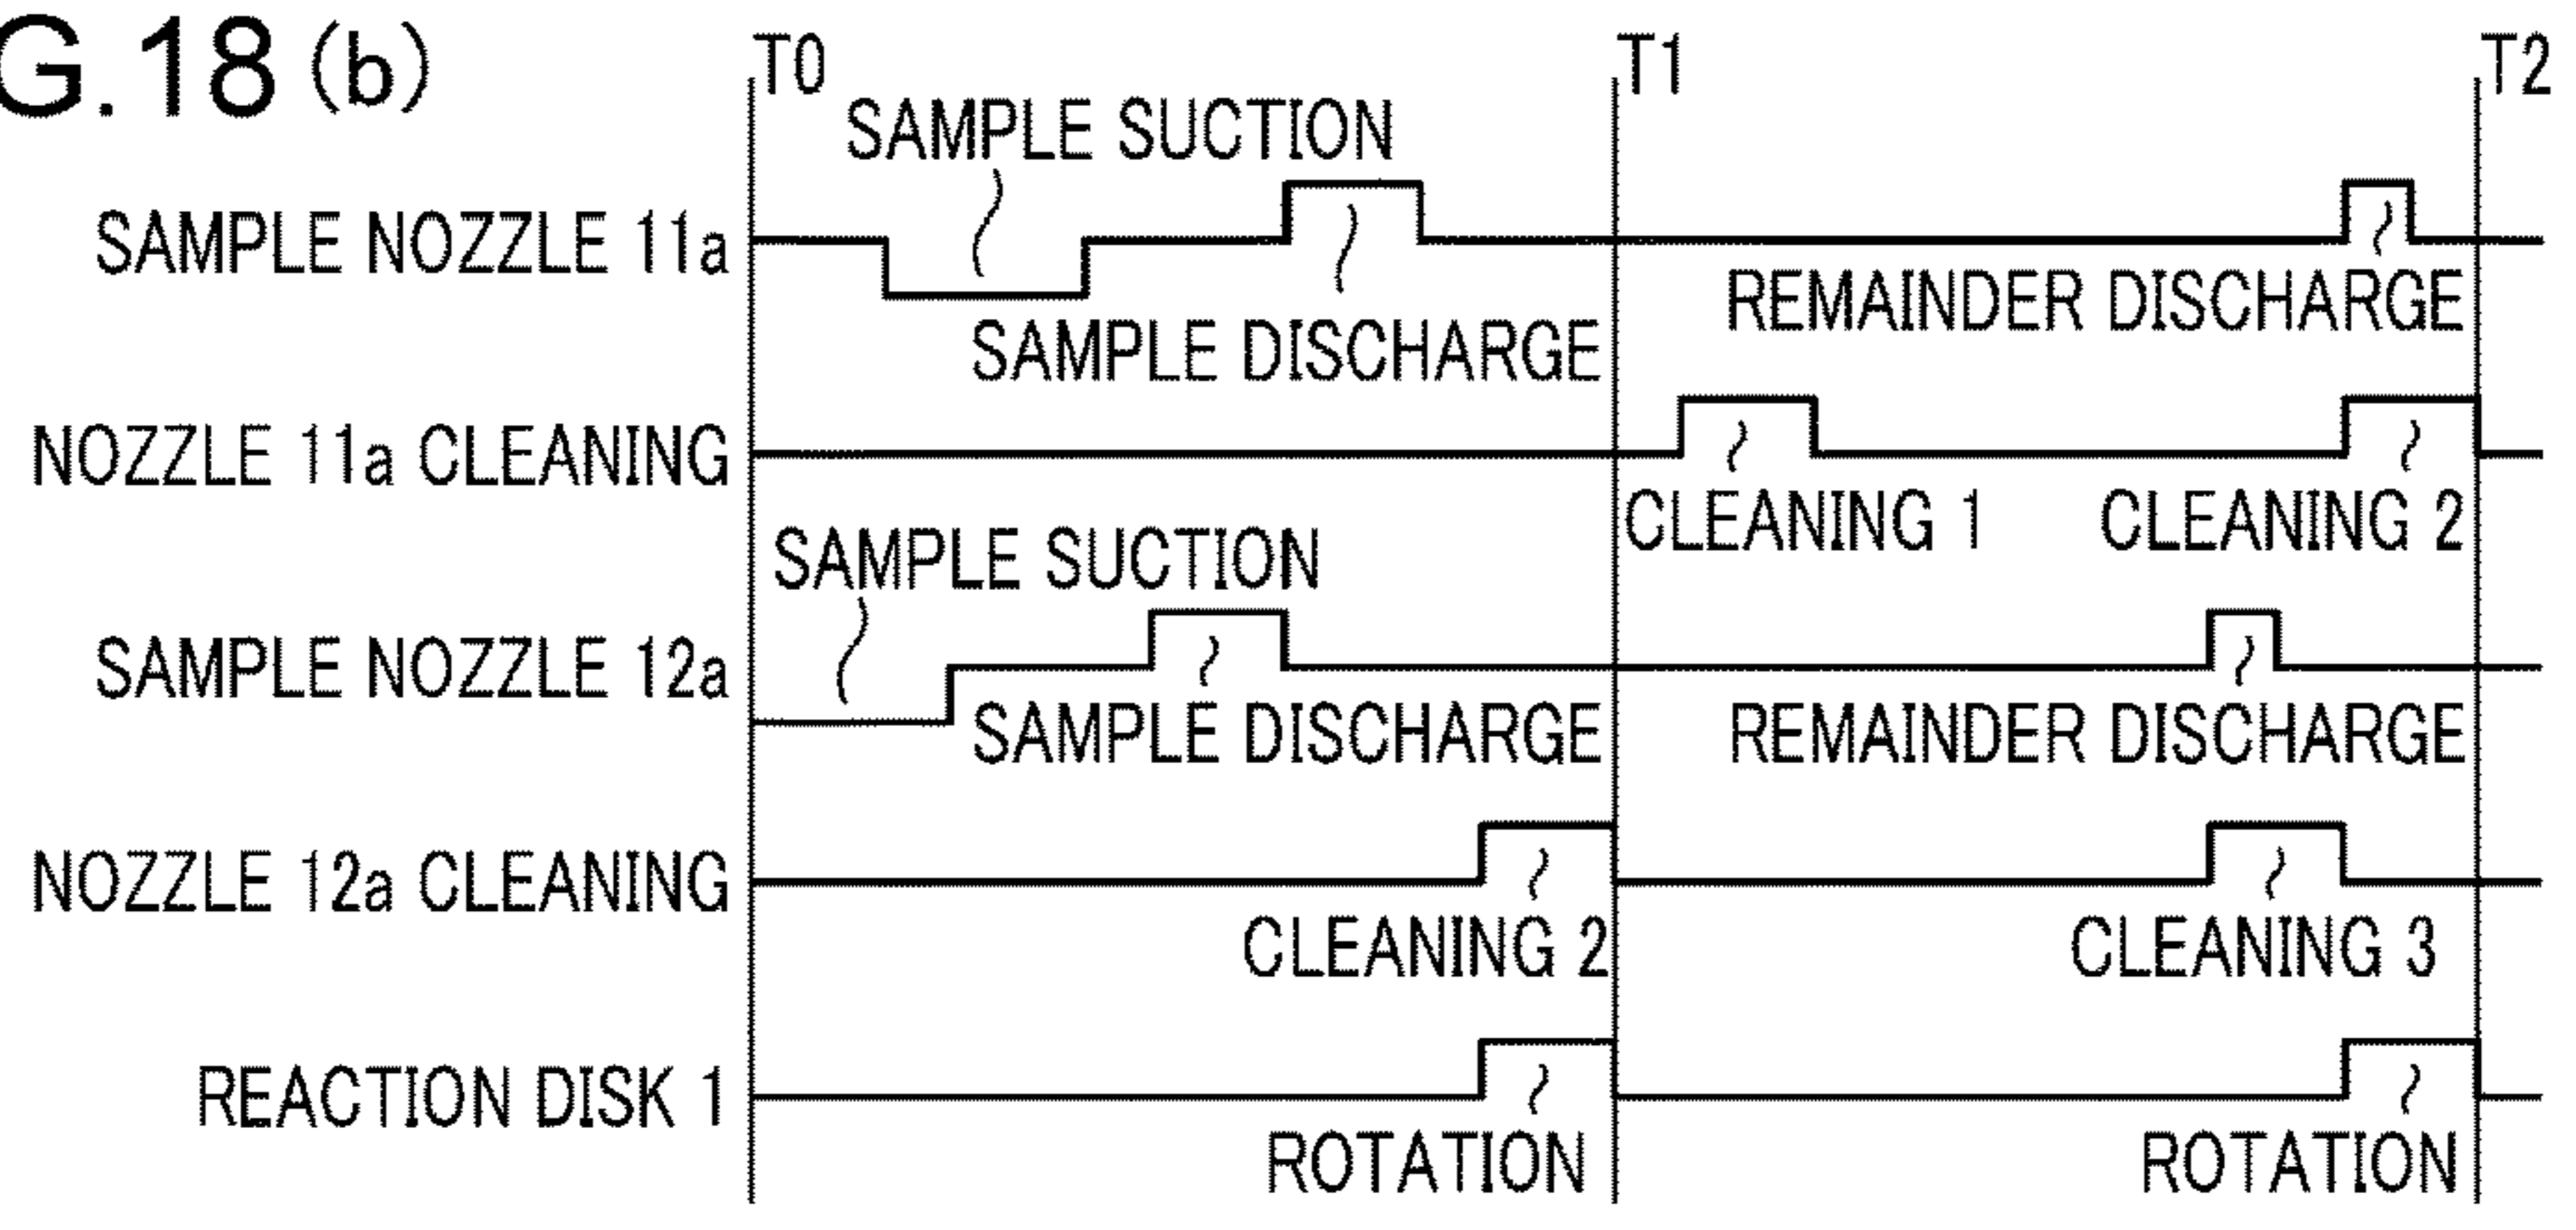 G.18 (b)
T0 T1 T2
SAMPLE SUCTION
SAMPLE NOZZLE 11a
REMAINDER DISCHARGE
SAMPLE DISCHARGE
NOZZLE 11a CLEANING
CLEANING 1 CLEANING 2
SAMPLE SUCTION
SAMPLE NOZZLE 12a
SAMPLE DISCHARGE REMAINDER DISCHARGE
NOZZLE 12a CLEANING
CLEANING 2 CLEANING 3
REACTION DISK 1
ROTATION ROTATION